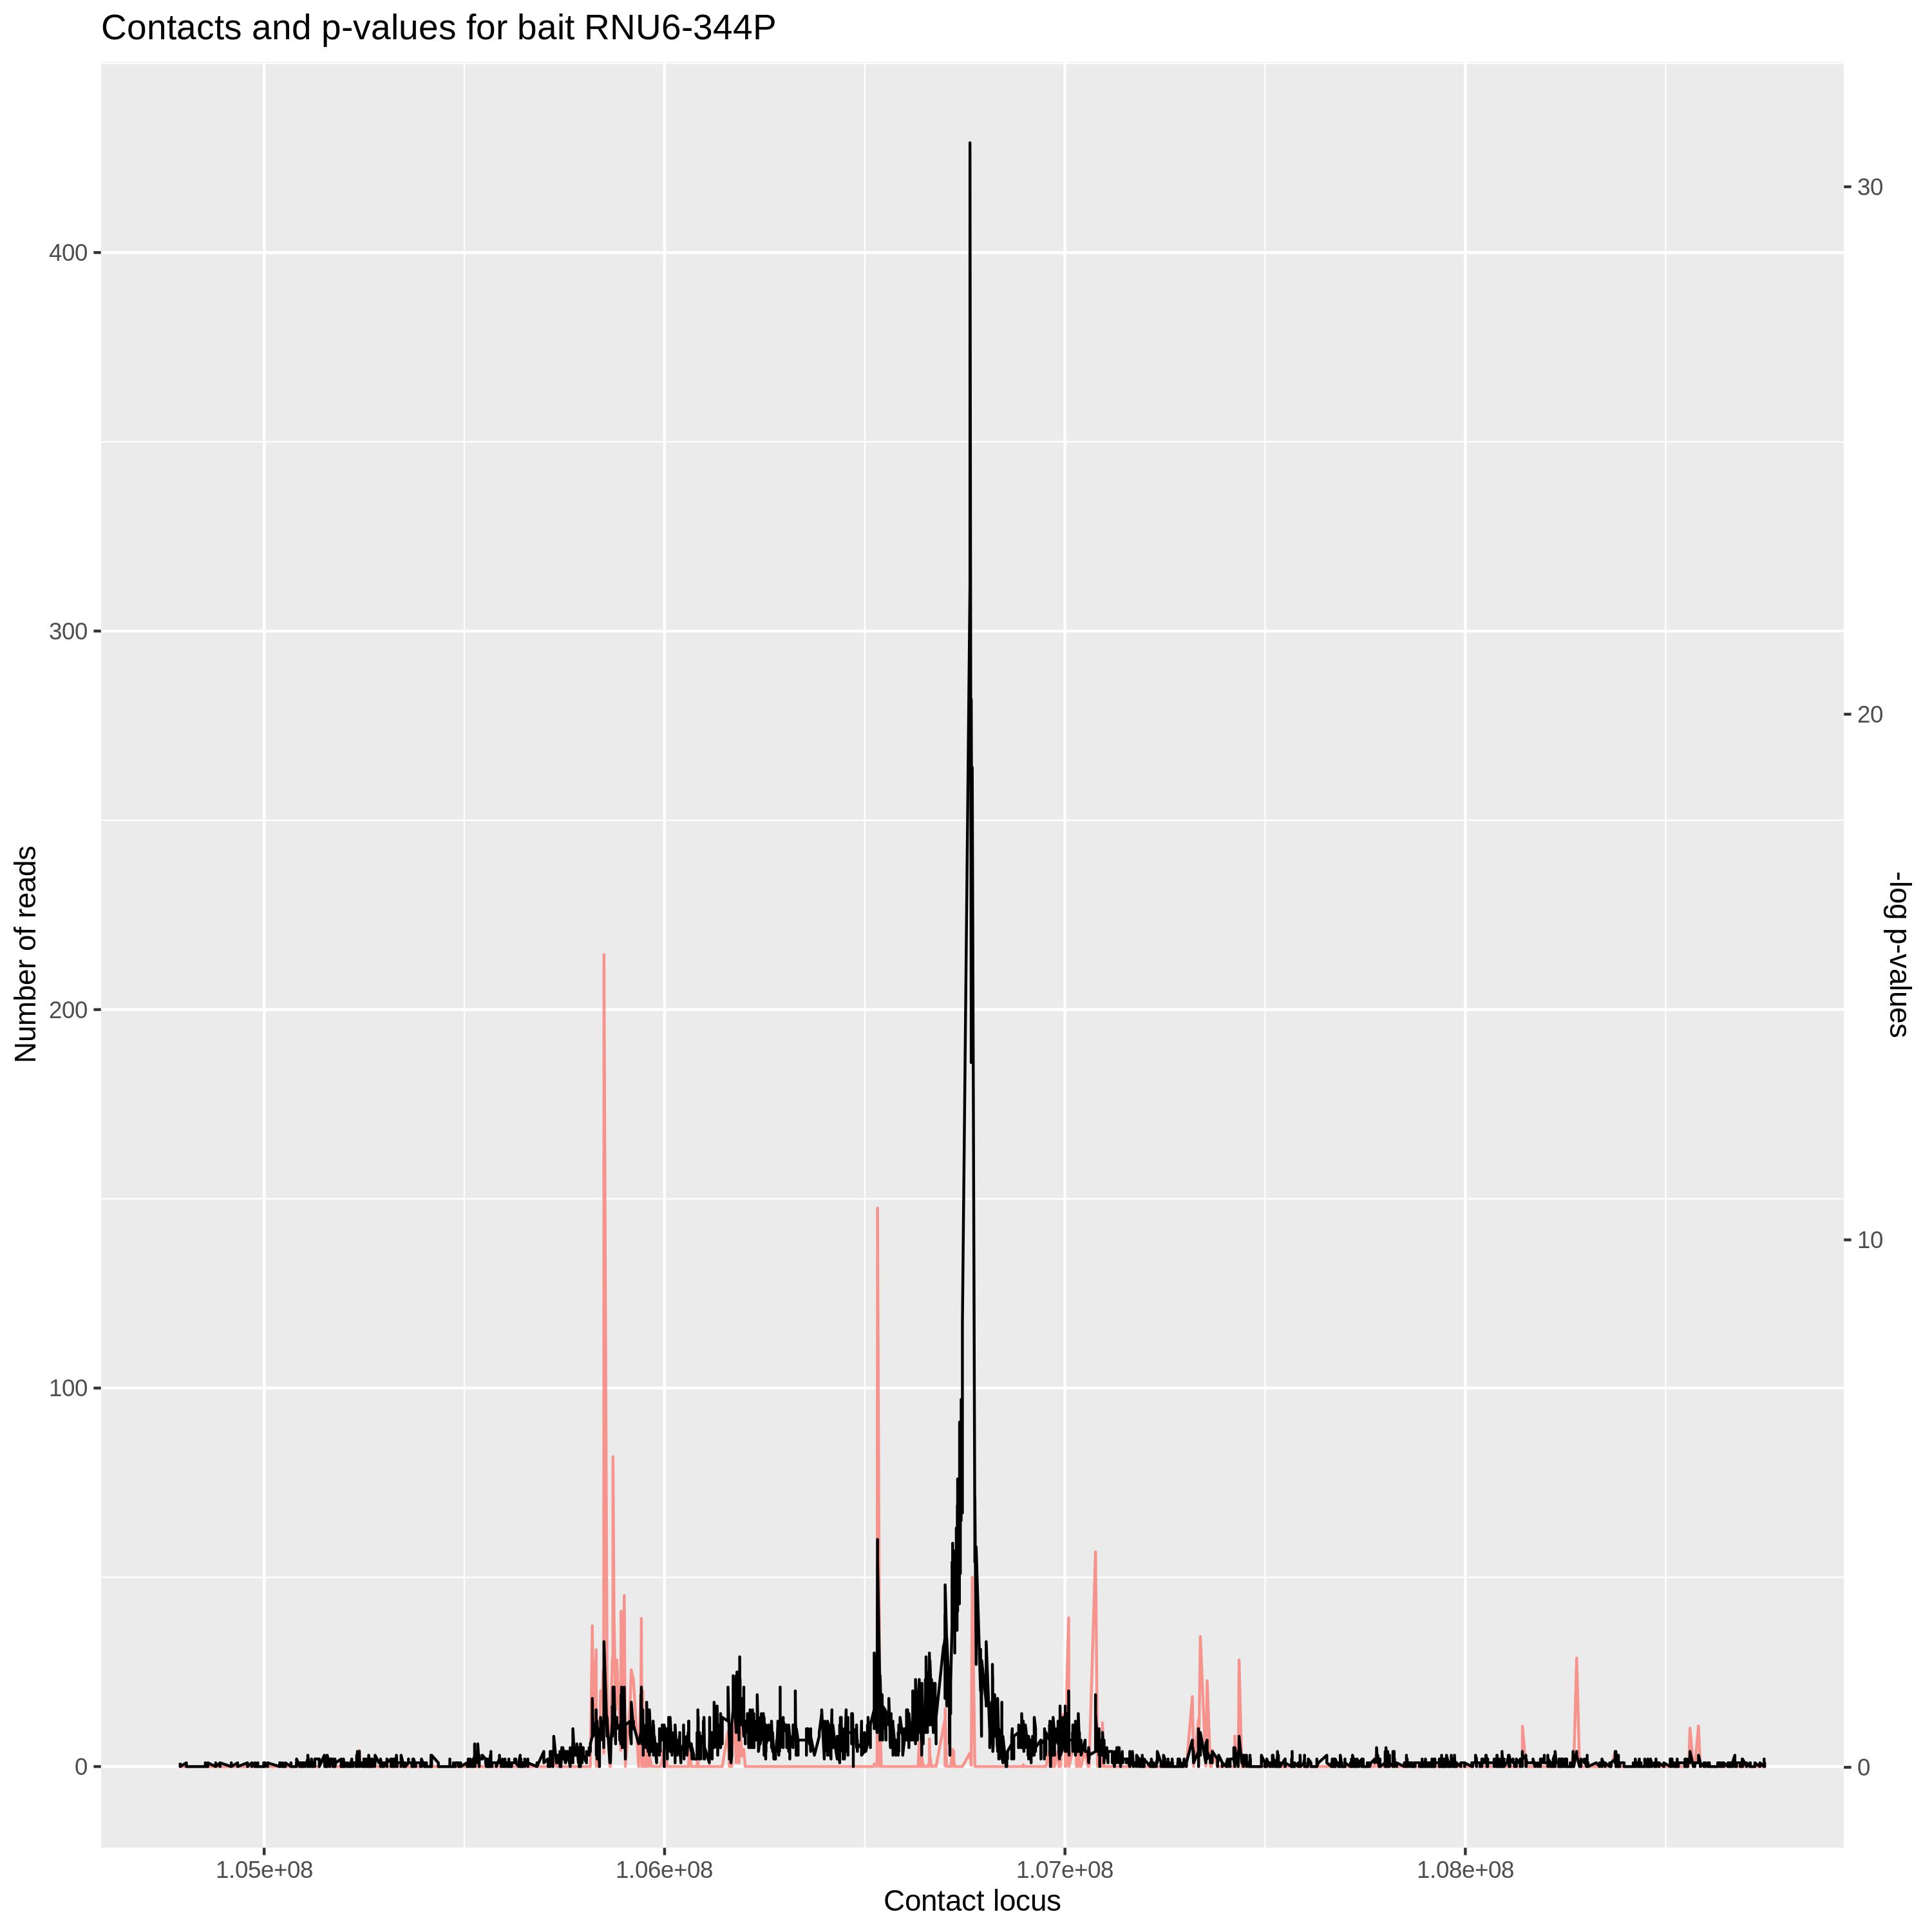 Contacts and p-values for bait RNU6-344P
400
300
200
100
0
30
20
10
0
Number of reads
-log p-values
1.05e+08
1.06e+08
1.07e+08
1.08e+08
Contact locus